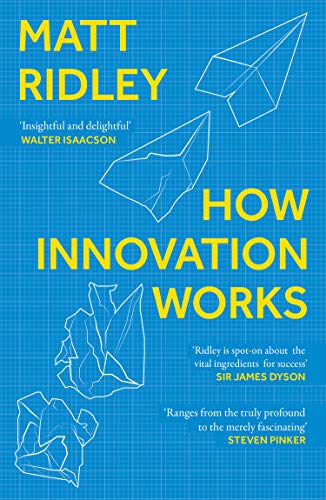 MATT
RIDLEY
‘Insightful and delightful’
WALTER ISAACSON
HOW
INNOVATION
WORKS
‘Ridley is spot-on about the
vital ingredients for success’
SIR JAMES DYSON
‘Ranges from the truly profound
to the merely fascinating’
STEVEN PINKER